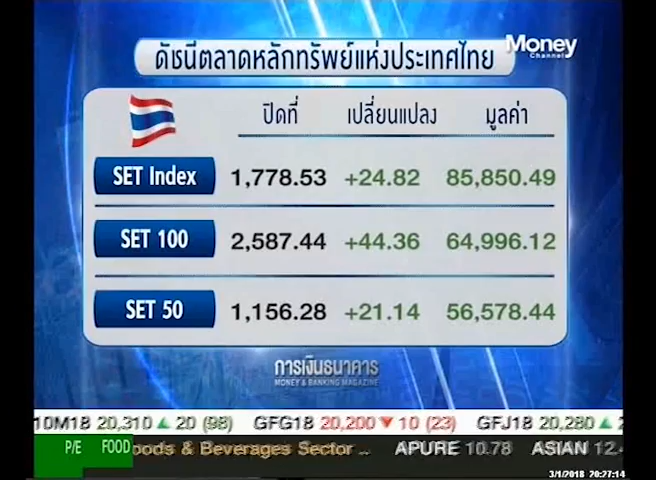 ดัชนีตลาดหลักทรัพย์แห่งประเทศไทย
Money
Channel
ปิดที่ เปลี่ยนแปลง มูลค่า
SET Index 1,778.53 +24.82 85,850.49
SET 100 2,587.44 +44.36 64,996.12
SET 50 1,156.28 +21.14 56,578.44
การเงินธนาคาร
MONEY & BANKING MAGAZINE
10M18 20,310 ▲ 20 (98) GFG18 20,200 ▼ 10 (23) GFJ18 20,280 ▲
P/E FOOD oods & Beverages Sector .. APURE 10.78 ASIAN 12.4
3/1/2018 20:27:14